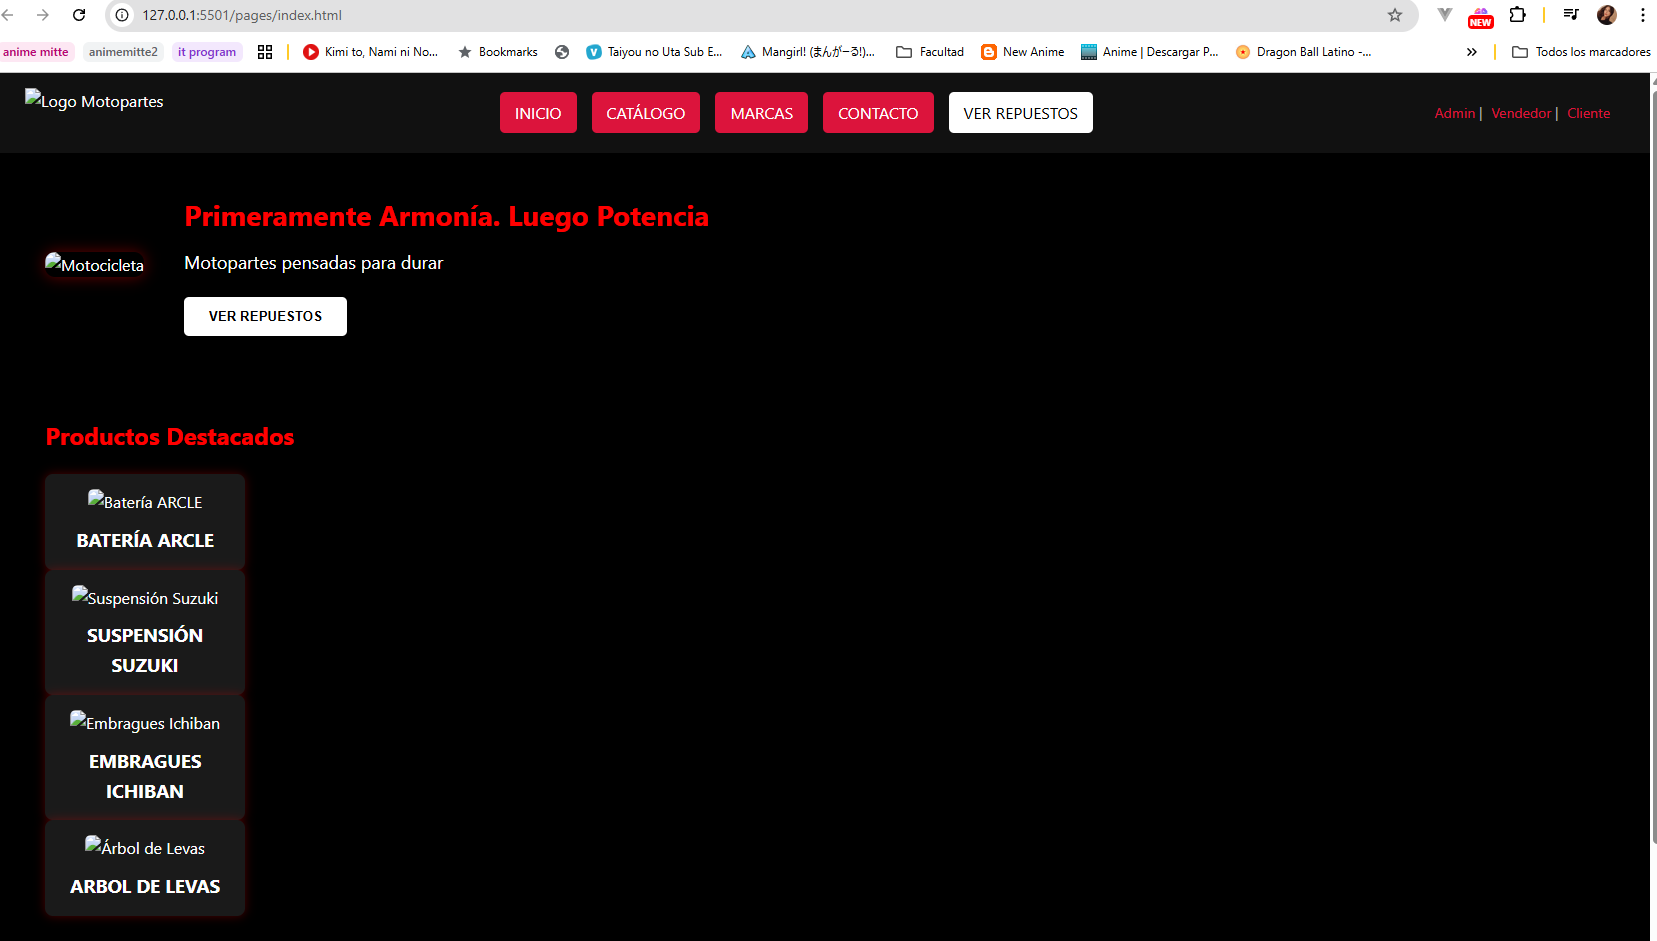 127.0.0.1:5501/pages/index.html
NEW
anime mitte animemitte2 it program Kimi to, Nami ni No... Bookmarks Taiyou no Uta Sub E... Mangirl! (まんがーる!)... Facultad New Anime Anime | Descargar P... Dragon Ball Latino -... » Todos los marcadores
Logo Motopartes INICIO CATÁLOGO MARCAS CONTACTO VER REPUESTOS Admin | Vendedor | Cliente
Primeramente Armonía. Luego Potencia
Motocicleta
Motopartes pensadas para durar
VER REPUESTOS
Productos Destacados
Batería ARCLE
BATERÍA ARCLE
Suspensión Suzuki
SUSPENSIÓN
SUZUKI
Embragues Ichiban
EMBRAGUES
ICHIBAN
Árbol de Levas
ARBOL DE LEVAS